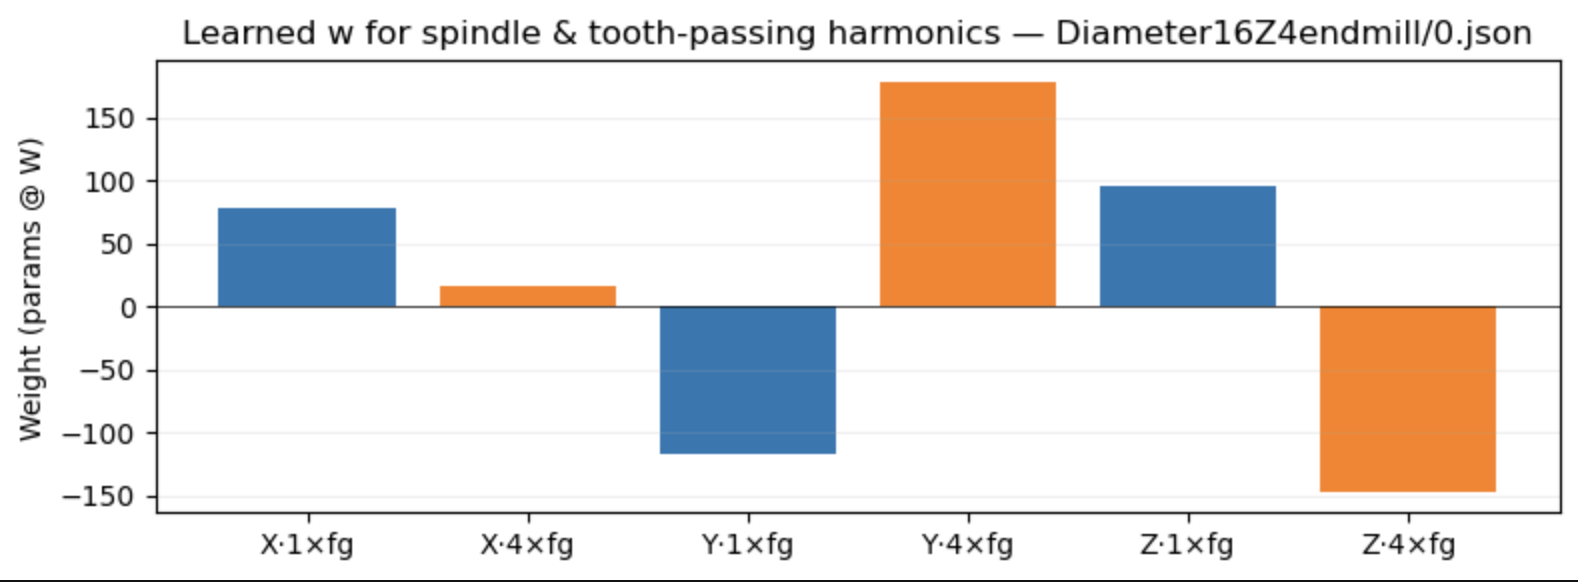 Learned w for spindle & tooth-passing harmonics — Diameter16Z4endmill/0.json
Weight (params @ W)
150
100
50
0
−50
−100
−150
X·1×fg X·4×fg Y·1×fg Y·4×fg Z·1×fg Z·4×fg